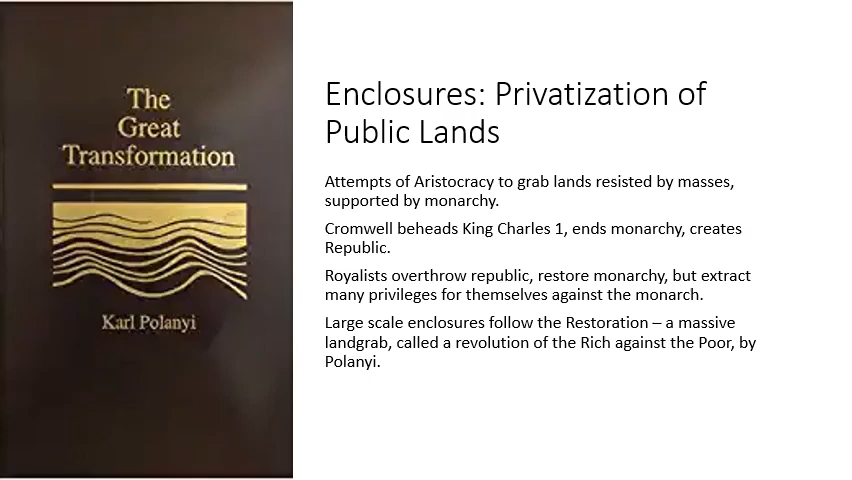 The
Great
Transformation
Karl Polanyi
Enclosures: Privatization of
Public Lands
Attempts of Aristocracy to grab lands resisted by masses,
supported by monarchy.
Cromwell beheads King Charles 1, ends monarchy, creates
Republic.
Royalists overthrow republic, restore monarchy, but extract
many privileges for themselves against the monarch.
Large scale enclosures follow the Restoration – a massive
landgrab, called a revolution of the Rich against the Poor, by
Polanyi.